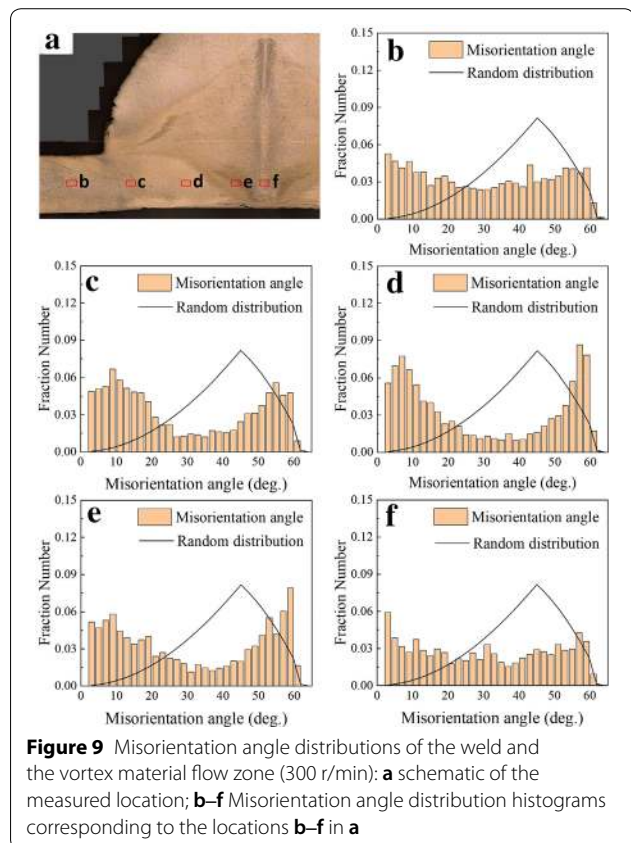 a
b c d e f
b
Misorientation angle
Random distribution
0.15
0.12
0.09
0.06
0.03
0.00
Fraction Number
0 10 20 30 40 50 60
Misorientation angle (deg.)
c
Misorientation angle
Random distribution
0.15
0.12
0.09
0.06
0.03
0.00
Fraction Number
0 10 20 30 40 50 60
Misorientation angle (deg.)
d
Misorientation angle
Random distribution
0.15
0.12
0.09
0.06
0.03
0.00
Fraction Number
0 10 20 30 40 50 60
Misorientation angle (deg.)
e
Misorientation angle
Random distribution
0.15
0.12
0.09
0.06
0.03
0.00
Fraction Number
0 10 20 30 40 50 60
Misorientation angle (deg.)
f
Misorientation angle
Random distribution
0.15
0.12
0.09
0.06
0.03
0.00
Fraction Number
0 10 20 30 40 50 60
Misorientation angle (deg.)
Figure 9 Misorientation angle distributions of the weld and
the vortex material flow zone (300 r/min): a schematic of the
measured location; b–f Misorientation angle distribution histograms
corresponding to the locations b–f in a